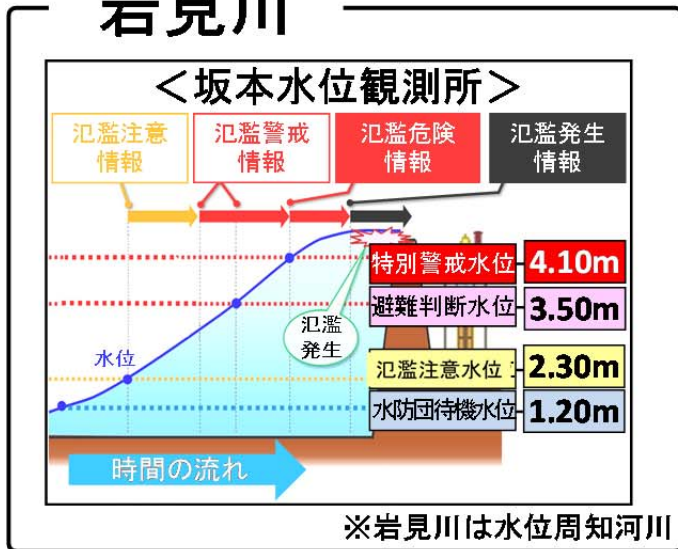 岩見川
＜坂本水位観測所＞
氾濫注意
情報
氾濫警戒
情報
氾濫危険
情報
氾濫発生
情報
特別警戒水位 4.10m
避難判断水位 3.50m
氾濫
発生
水位
氾濫注意水位 2.30m
水防団待機水位 1.20m
時間の流れ
※岩見川は水位周知河川